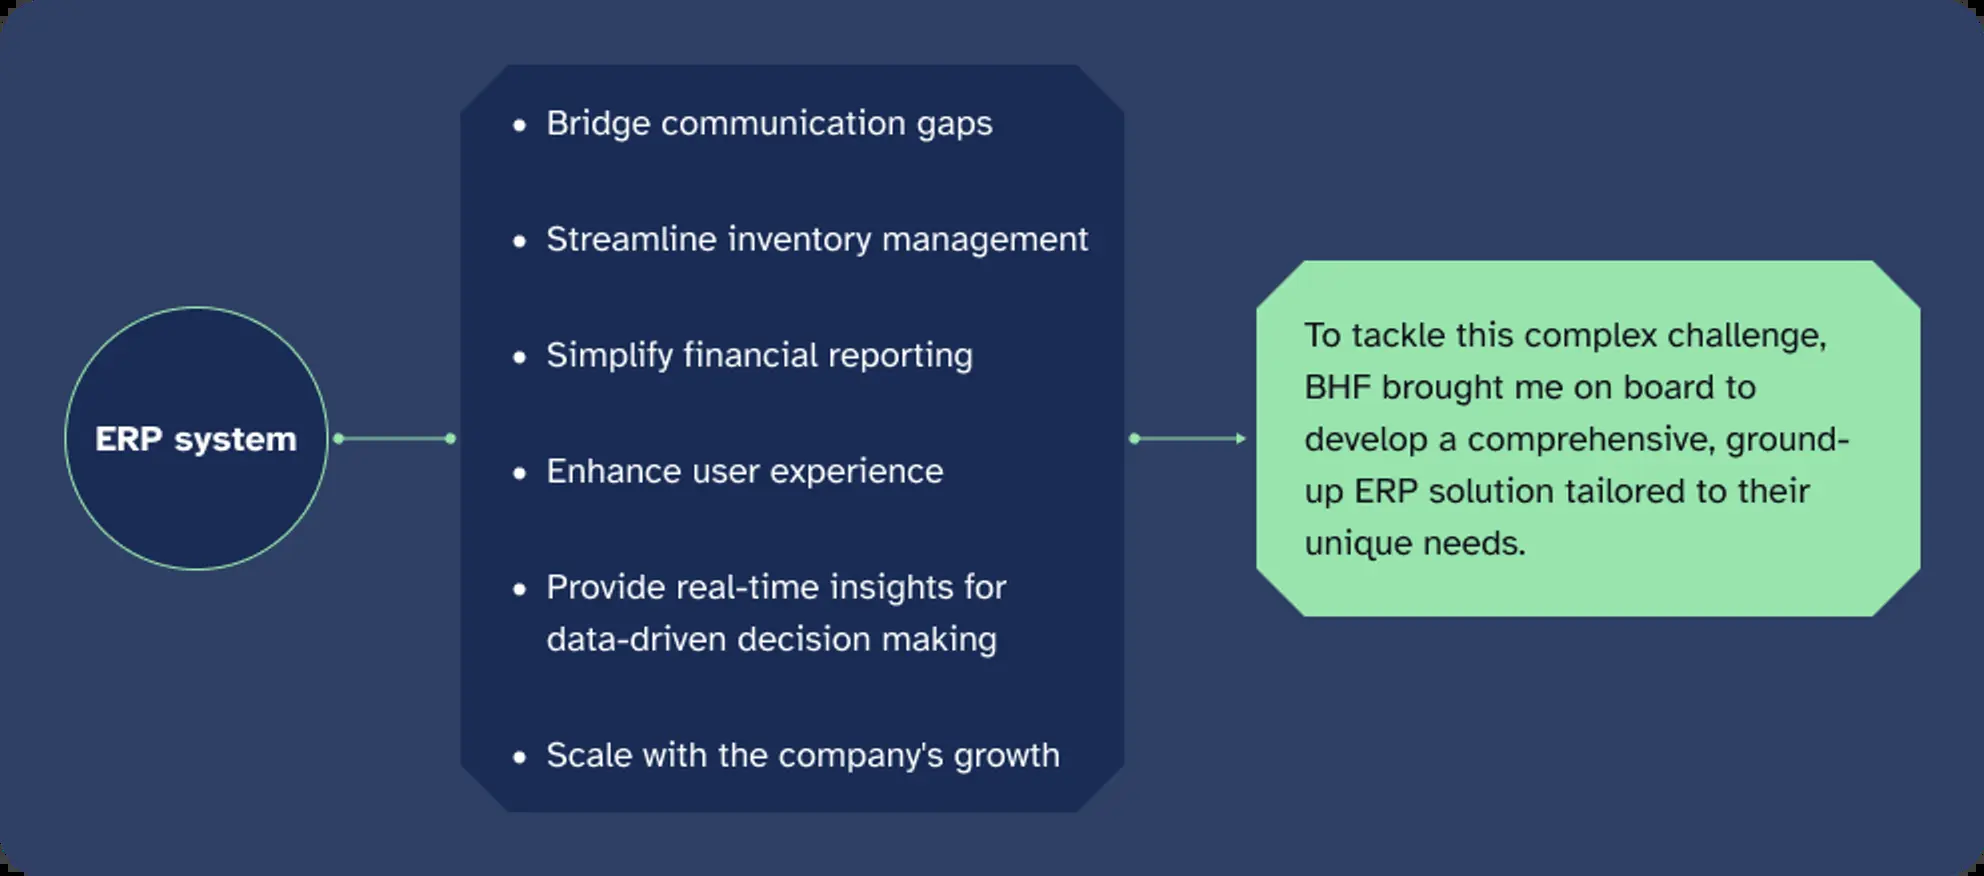 ERP system
• Bridge communication gaps
• Streamline inventory management
• Simplify financial reporting
• Enhance user experience
• Provide real-time insights for
data-driven decision making
• Scale with the company's growth
To tackle this complex challenge,
BHF brought me on board to
develop a comprehensive, ground-
up ERP solution tailored to their
unique needs.